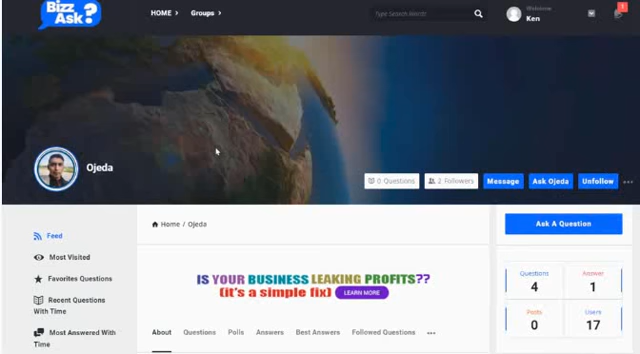 Bizz
Ask?
HOME
Groups
Type Search Words
Welcome
Ken
1
Ojeda
0 Questions
2 Followers
Message
Ask Ojeda
Unfollow
Feed
Most Visited
Favorites Questions
Recent Questions
With Time
Most Answered With
Time
Home / Ojeda
IS YOUR BUSINESS LEAKING PROFITS??
(it's a simple fix) LEARN MORE
About
Questions
Polls
Answers
Best Answers
Followed Questions
Ask A Question
Questions
4
Answer
1
Posts
0
Users
17